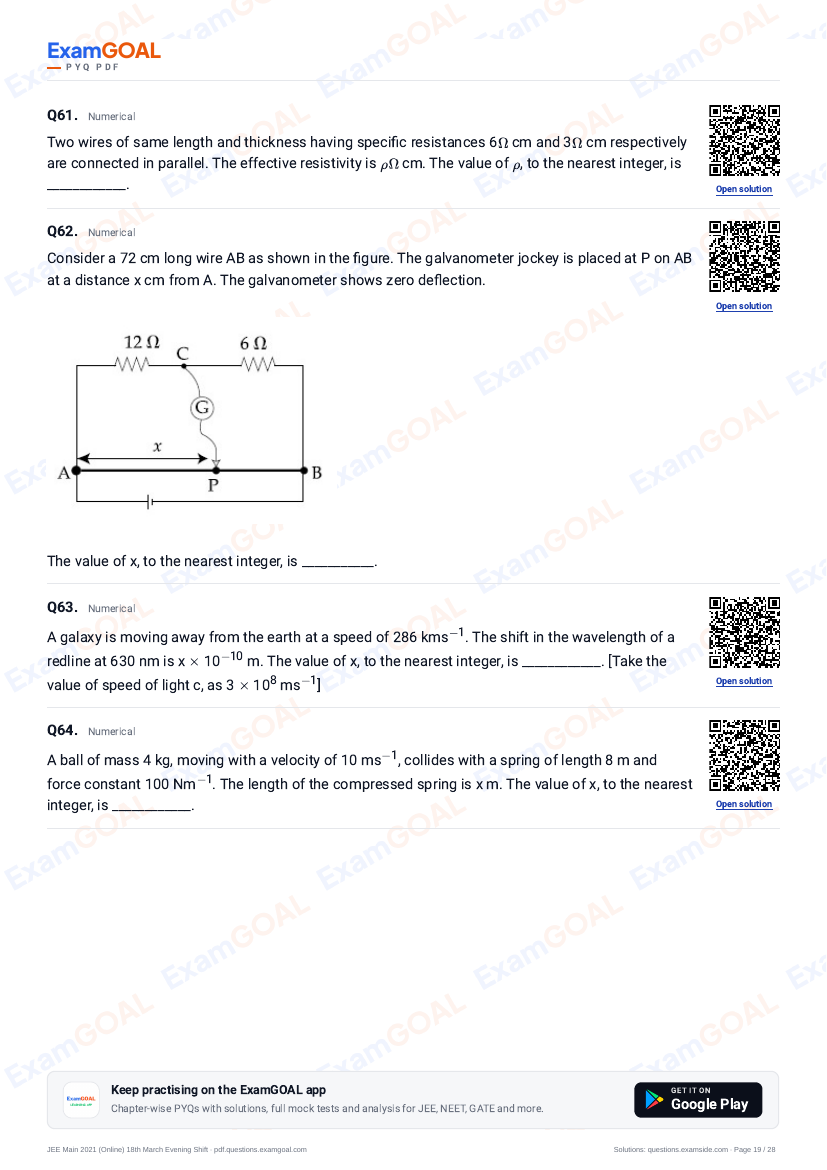 ExamGOAL
PYQ PDF
Q61. Numerical
Two wires of same length and thickness having specific resistances 6Ω cm and 3Ω cm respectively
are connected in parallel. The effective resistivity is ρΩ cm. The value of ρ, to the nearest integer, is
____________.
Open solution
Q62. Numerical
Consider a 72 cm long wire AB as shown in the figure. The galvanometer jockey is placed at P on AB
at a distance x cm from A. The galvanometer shows zero deflection.
Open solution
12 Ω C 6 Ω
G
x
A P B
The value of x, to the nearest integer, is ___________.
Q63. Numerical
A galaxy is moving away from the earth at a speed of 286 kms⁻¹. The shift in the wavelength of a
redline at 630 nm is x × 10⁻¹⁰ m. The value of x, to the nearest integer, is ____________. [Take the
value of speed of light c, as 3 × 10⁸ ms⁻¹]
Open solution
Q64. Numerical
A ball of mass 4 kg, moving with a velocity of 10 ms⁻¹, collides with a spring of length 8 m and
force constant 100 Nm⁻¹. The length of the compressed spring is x m. The value of x, to the nearest
integer, is ____________.
Open solution
Keep practising on the ExamGOAL app
Chapter-wise PYQs with solutions, full mock tests and analysis for JEE, NEET, GATE and more.
GET IT ON
Google Play
JEE Main 2021 (Online) 18th March Evening Shift · pdf.questions.examgoal.com
Solutions: questions.examside.com · Page 19 / 28